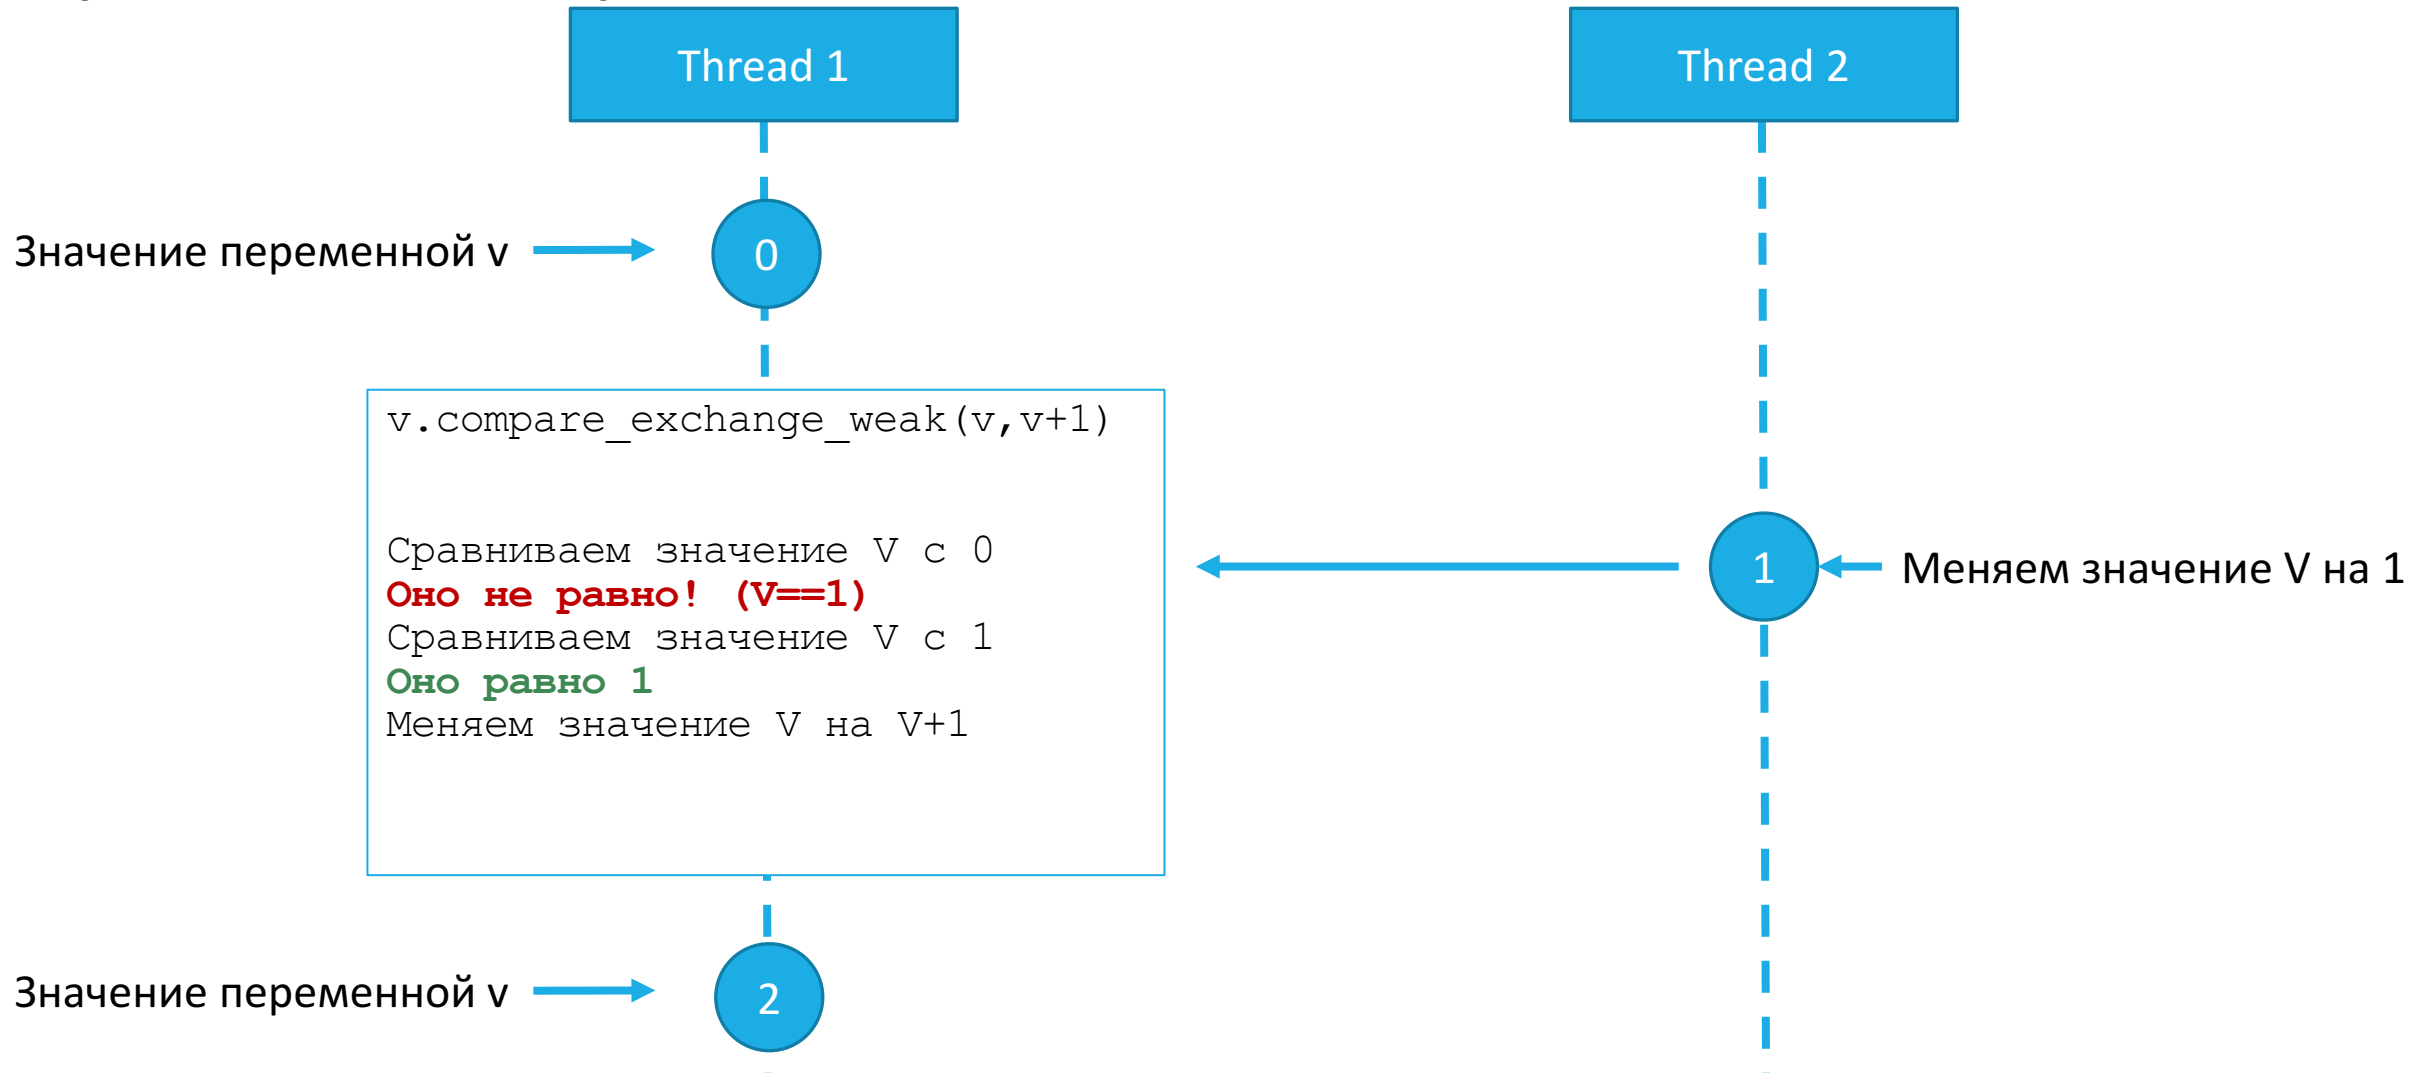 Thread 1
Thread 2
Значение переменной v
0
v.compare_exchange_weak(v,v+1)
Сравниваем значение V с 0
Оно не равно! (V==1)
Сравниваем значение V с 1
Оно равно 1
Меняем значение V на V+1
1
Меняем значение V на 1
Значение переменной v
2